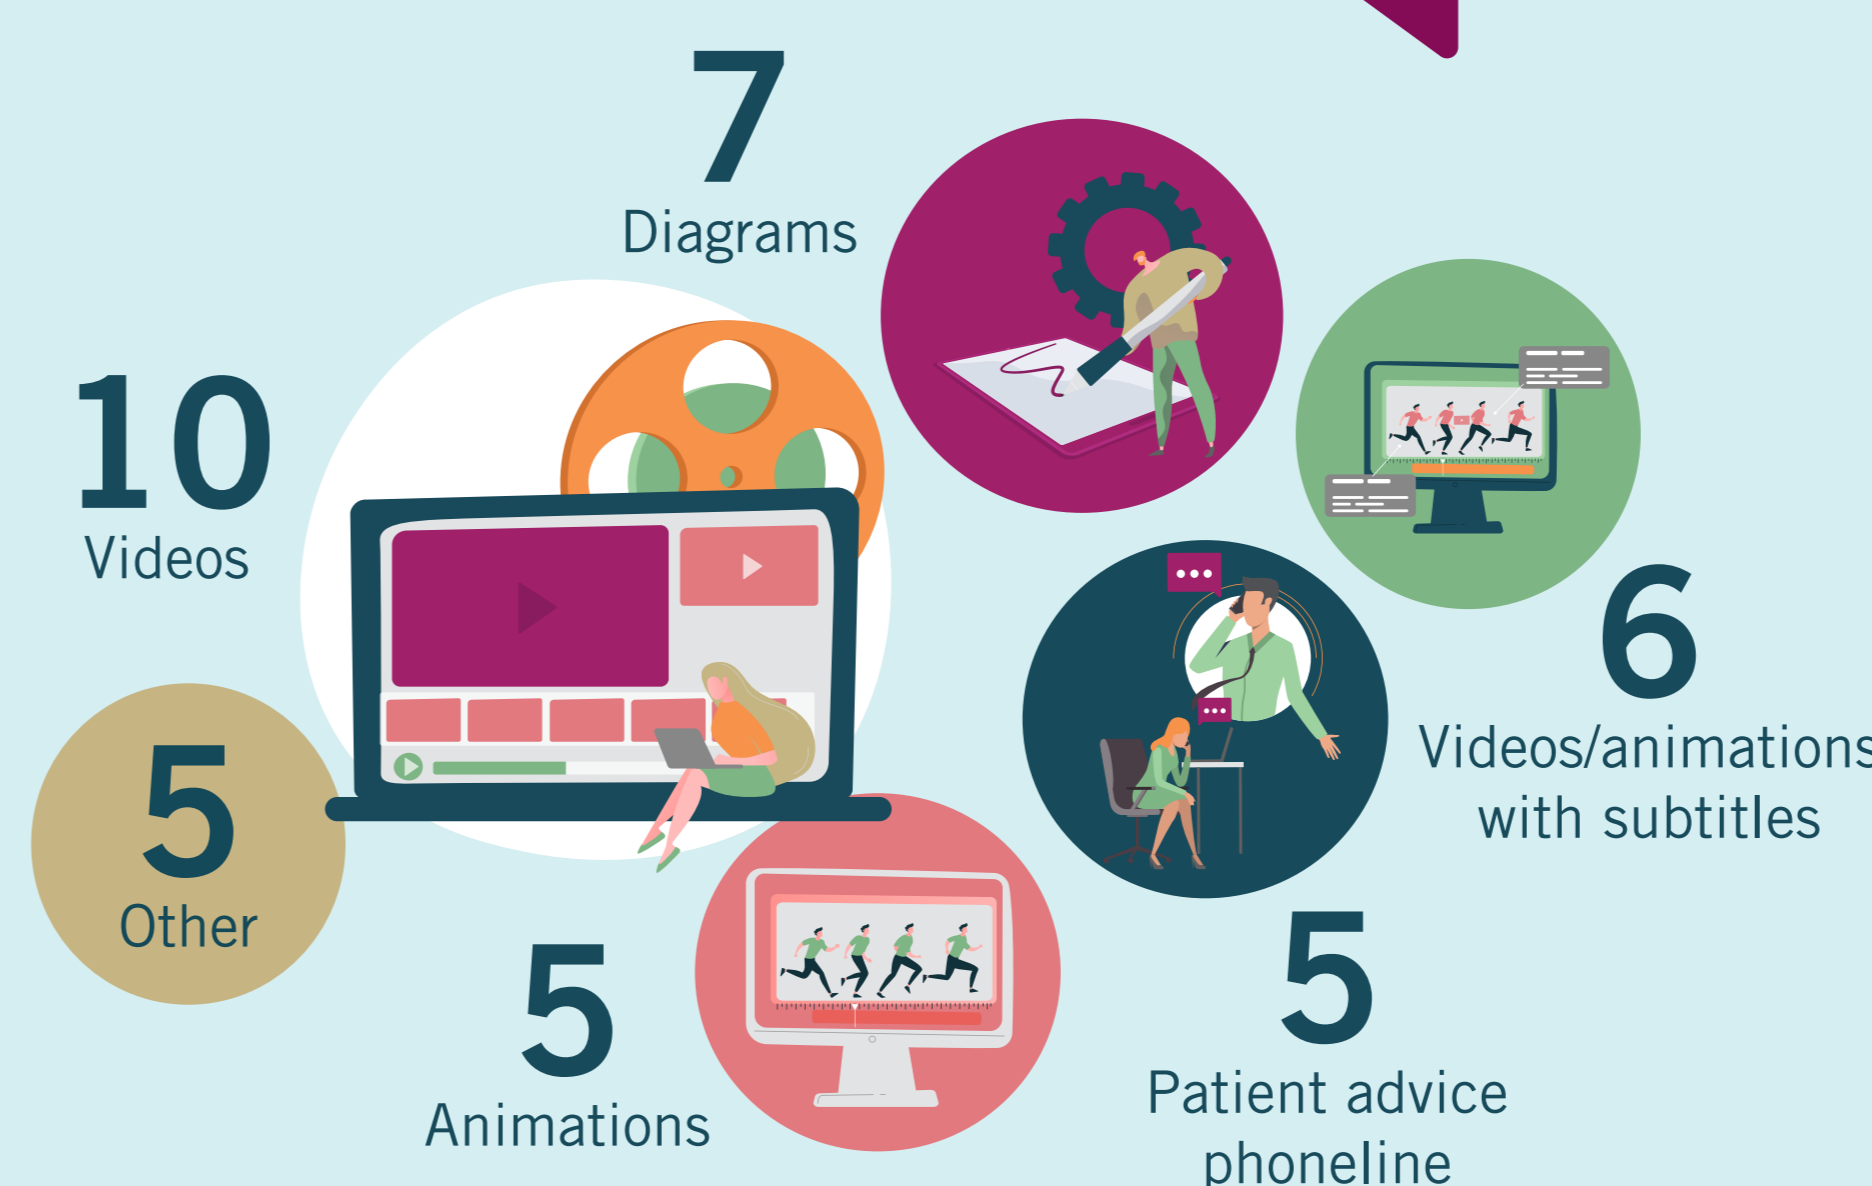 7
Diagrams
10
Videos
6
Videos/animations
with subtitles
5
Other
5
Animations
5
Patient advice
phoneline